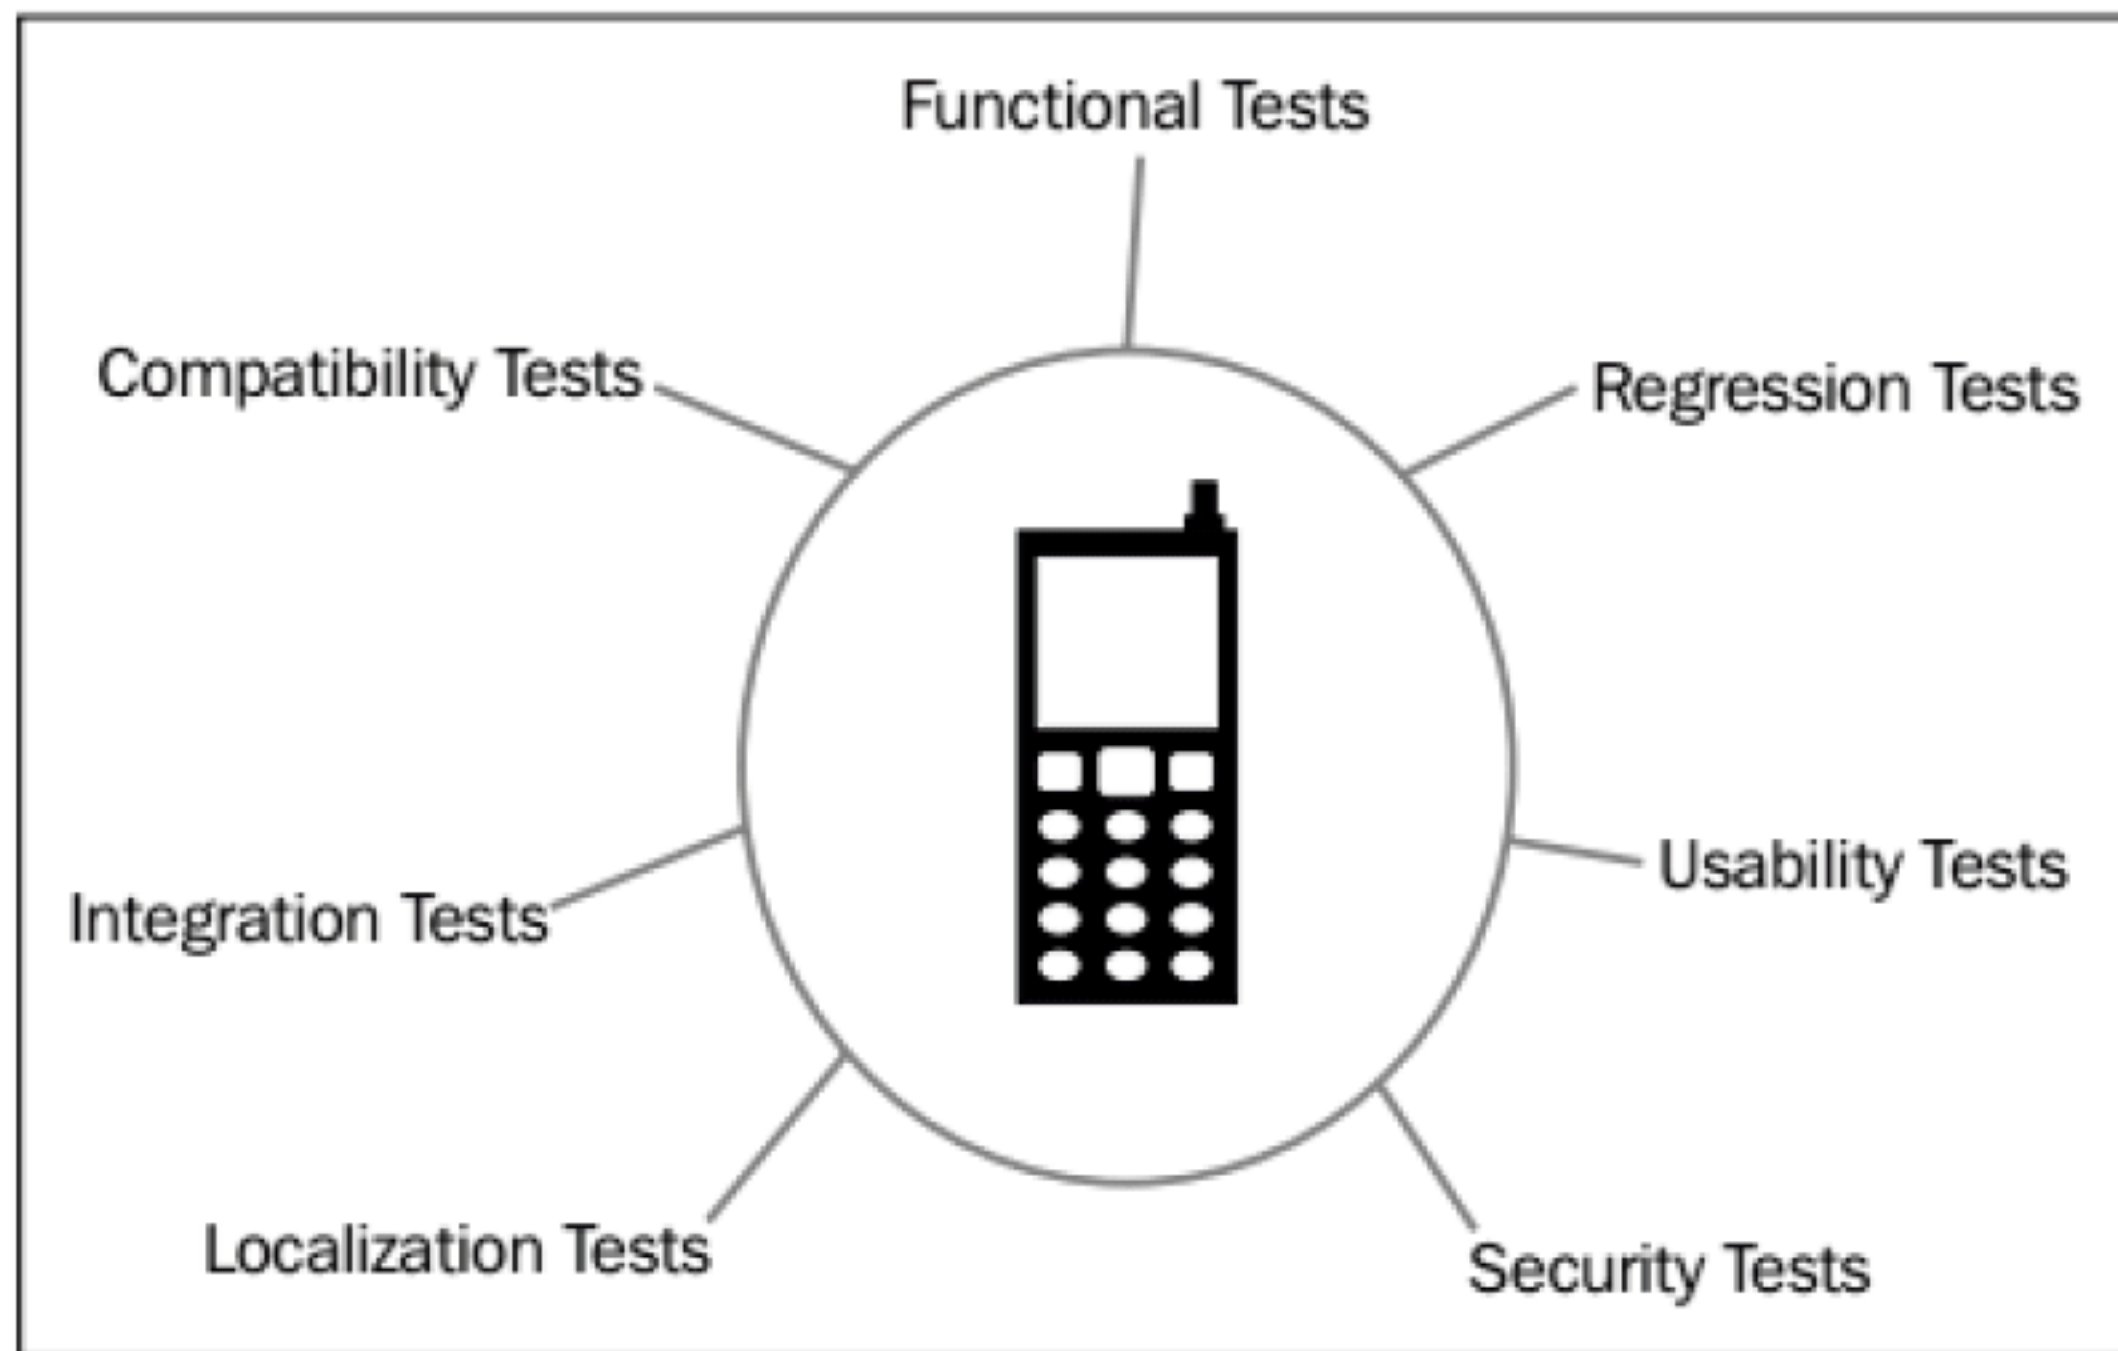 Functional Tests
Compatibility Tests
Regression Tests
Usability Tests
Integration Tests
Localization Tests
Security Tests